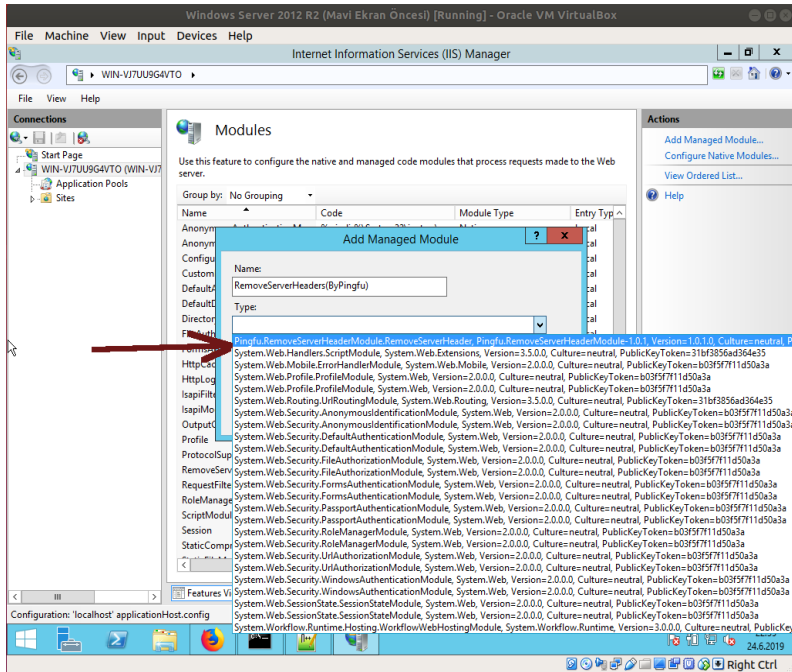 Windows Server 2012 R2 (Mavi Ekran Öncesi) [Running] - Oracle VM VirtualBox
File Machine View Input Devices Help
Internet Information Services (IIS) Manager
WIN-VJ7UU9G4VTO
File View Help
Connections
Start Page
WIN-VJ7UU9G4VTO (WIN-VJ7
Application Pools
Sites
Modules
Use this feature to configure the native and managed code modules that process requests made to the Web
server.
Group by: No Grouping
Name Code Module Type Entry Typ
Anonym
Anonym
Configu
Custom
DefaultA
DefaultD
Director
HttpCac
HttpLog
IsapiFilte
IsapiMo
OutputC
Profile
ProtocolSup
RemoveServ
RequestFilte
RoleManage
ScriptModul
Session
StaticCompr
Add Managed Module
? X
Name:
RemoveServerHeaders(ByPingfu)
Type:
Pingfu.RemoveServerHeaderModule.RemoveServerHeader, Pingfu.RemoveServerHeaderModule-1.0.1, Version=1.0.1.0, Culture=neutral, P
System.Web.Handlers.ScriptModule, System.Web.Extensions, Version=3.5.0.0, Culture=neutral, PublicKeyToken=31bf3856ad364e35
System.Web.Mobile.ErrorHandlerModule, System.Web.Mobile, Version=2.0.0.0, Culture=neutral, PublicKeyToken=b03f5f7f11d50a3a
System.Web.Profile.ProfileModule, System.Web, Version=2.0.0.0, Culture=neutral, PublicKeyToken=b03f5f7f11d50a3a
System.Web.Profile.ProfileModule, System.Web, Version=2.0.0.0, Culture=neutral, PublicKeyToken=b03f5f7f11d50a3a
System.Web.Routing.UrlRoutingModule, System.Web.Routing, Version=3.5.0.0, Culture=neutral, PublicKeyToken=31bf3856ad364e35
System.Web.Security.AnonymousIdentificationModule, System.Web, Version=2.0.0.0, Culture=neutral, PublicKeyToken=b03f5f7f11d50a3a
System.Web.Security.AnonymousIdentificationModule, System.Web, Version=2.0.0.0, Culture=neutral, PublicKeyToken=b03f5f7f11d50a3a
System.Web.Security.DefaultAuthenticationModule, System.Web, Version=2.0.0.0, Culture=neutral, PublicKeyToken=b03f5f7f11d50a3a
System.Web.Security.DefaultAuthenticationModule, System.Web, Version=2.0.0.0, Culture=neutral, PublicKeyToken=b03f5f7f11d50a3a
System.Web.Security.FileAuthorizationModule, System.Web, Version=2.0.0.0, Culture=neutral, PublicKeyToken=b03f5f7f11d50a3a
System.Web.Security.FileAuthorizationModule, System.Web, Version=2.0.0.0, Culture=neutral, PublicKeyToken=b03f5f7f11d50a3a
System.Web.Security.FormsAuthenticationModule, System.Web, Version=2.0.0.0, Culture=neutral, PublicKeyToken=b03f5f7f11d50a3a
System.Web.Security.FormsAuthenticationModule, System.Web, Version=2.0.0.0, Culture=neutral, PublicKeyToken=b03f5f7f11d50a3a
System.Web.Security.PassportAuthenticationModule, System.Web, Version=2.0.0.0, Culture=neutral, PublicKeyToken=b03f5f7f11d50a3a
System.Web.Security.PassportAuthenticationModule, System.Web, Version=2.0.0.0, Culture=neutral, PublicKeyToken=b03f5f7f11d50a3a
System.Web.Security.RoleManagerModule, System.Web, Version=2.0.0.0, Culture=neutral, PublicKeyToken=b03f5f7f11d50a3a
System.Web.Security.RoleManagerModule, System.Web, Version=2.0.0.0, Culture=neutral, PublicKeyToken=b03f5f7f11d50a3a
System.Web.Security.UrlAuthorizationModule, System.Web, Version=2.0.0.0, Culture=neutral, PublicKeyToken=b03f5f7f11d50a3a
System.Web.Security.UrlAuthorizationModule, System.Web, Version=2.0.0.0, Culture=neutral, PublicKeyToken=b03f5f7f11d50a3a
System.Web.Security.WindowsAuthenticationModule, System.Web, Version=2.0.0.0, Culture=neutral, PublicKeyToken=b03f5f7f11d50a3a
System.Web.Security.WindowsAuthenticationModule, System.Web, Version=2.0.0.0, Culture=neutral, PublicKeyToken=b03f5f7f11d50a3a
System.Web.SessionState.SessionStateModule, System.Web, Version=2.0.0.0, Culture=neutral, PublicKeyToken=b03f5f7f11d50a3a
System.Web.SessionState.SessionStateModule, System.Web, Version=2.0.0.0, Culture=neutral, PublicKeyToken=b03f5f7f11d50a3a
System.Workflow.Runtime.Hosting.WorkflowWebHostingModule, System.Workflow.Runtime, Version=3.0.0.0, Culture=neutral, PublicKey
Actions
Add Managed Module...
Configure Native Modules...
View Ordered List...
Help
Features Vi
Configuration: 'localhost' applicationHost.config
24.6.2019
Right Ctrl